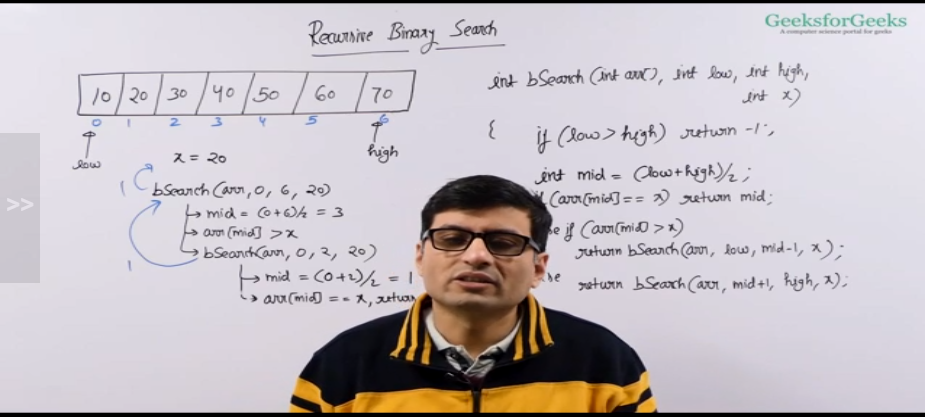 GeeksforGeeks
A computer science portal for geeks
Recursive Binary Search
10 20 30 40 50 60 70
0 1 2 3 4 5 6
low
high
x = 20
1
bSearch(arr, 0, 6, 20)
mid = (0+6)/2 = 3
arr[mid] > x
bSearch(arr, 0, 2, 20)
1
mid = (0+2)/2 = 1
arr[mid] == x,
int bSearch(int arr[], int low, int high,
int x)
{ if (low > high) return -1;
int mid = (low+high)/2;
(arr[mid] == x) return mid;
if (arr[mid] > x)
return bSearch(arr, low, mid-1, x);
return bSearch(arr, mid+1, high, x);
>>